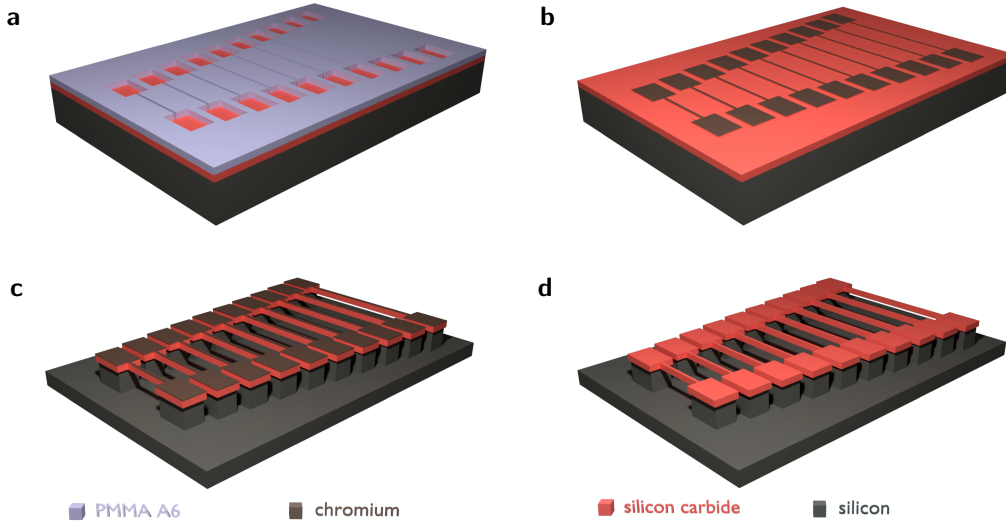 a
b
c
d
PMMA A6
chromium
silicon carbide
silicon